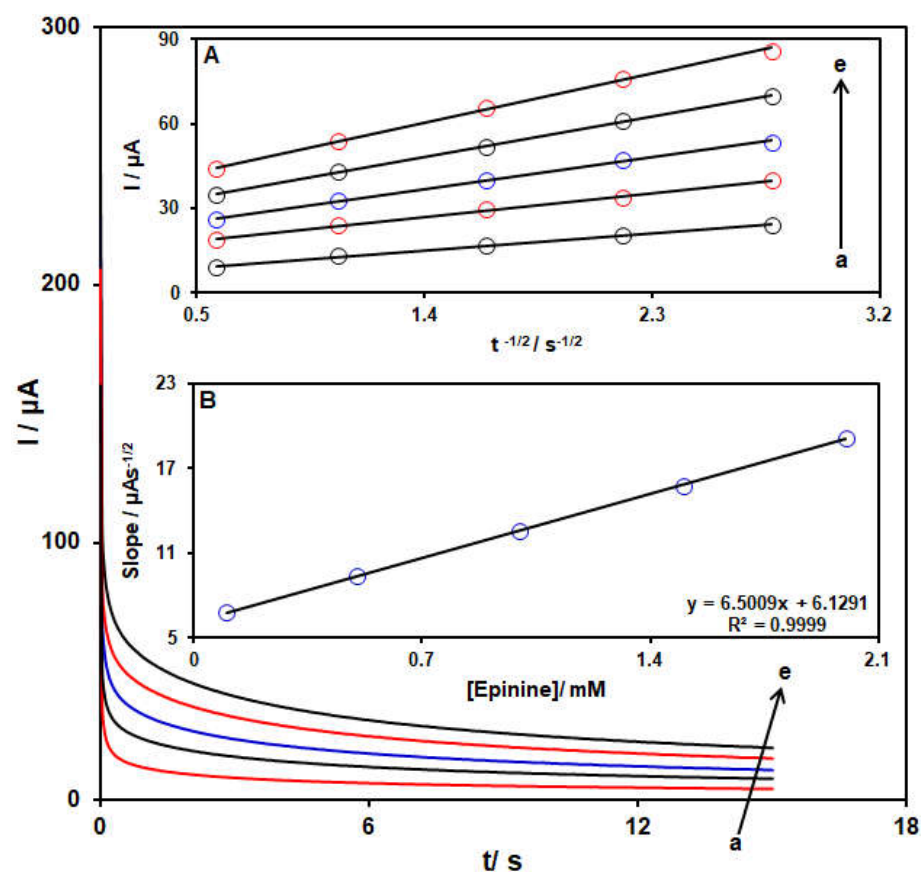 300
200
100
0
I / µA
0
6
12
18
t/ s
a
e
A
90
60
30
0
I / µA
0.5
1.4
2.3
3.2
t -1/2 / s-1/2
e
a
B
23
17
11
5
Slope / µAs-1/2
0
0.7
1.4
2.1
[Epinine]/ mM
y = 6.5009x + 6.1291
R² = 0.9999